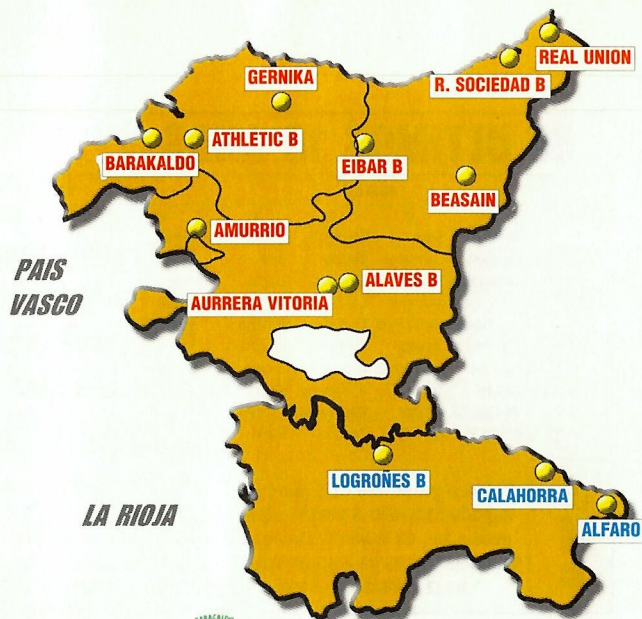 REAL UNION
R. SOCIEDAD B
GERNIKA
ATHLETIC B
BARAKALDO
EIBAR B
BEASAIN
AMURRIO
PAIS
VASCO
ALAVES B
AURRERA VITORIA
LOGROÑES B
CALAHORRA
LA RIOJA
ALFARO